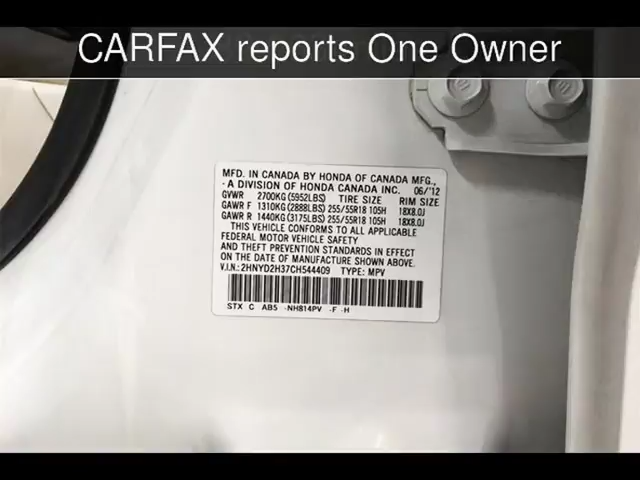 CARFAX reports One Owner
MFD. IN CANADA BY HONDA OF CANADA MFG.,
-A DIVISION OF HONDA CANADA INC. 06/'12
GVWR 2700KG(5952LBS) TIRE SIZE RIM SIZE
GAWR F 1310KG(2888LBS) 255/55R18 105H 18X8.0J
GAWR R 1440KG(3175LBS) 255/55R18 105H 18X8.0J
THIS VEHICLE CONFORMS TO ALL APPLICABLE
FEDERAL MOTOR VEHICLE SAFETY
AND THEFT PREVENTION STANDARDS IN EFFECT
ON THE DATE OF MANUFACTURE SHOWN ABOVE.
V.I.N.:2HNYD2H37CH544409 TYPE: MPV
STX C AB5 -NH814PV -F -H